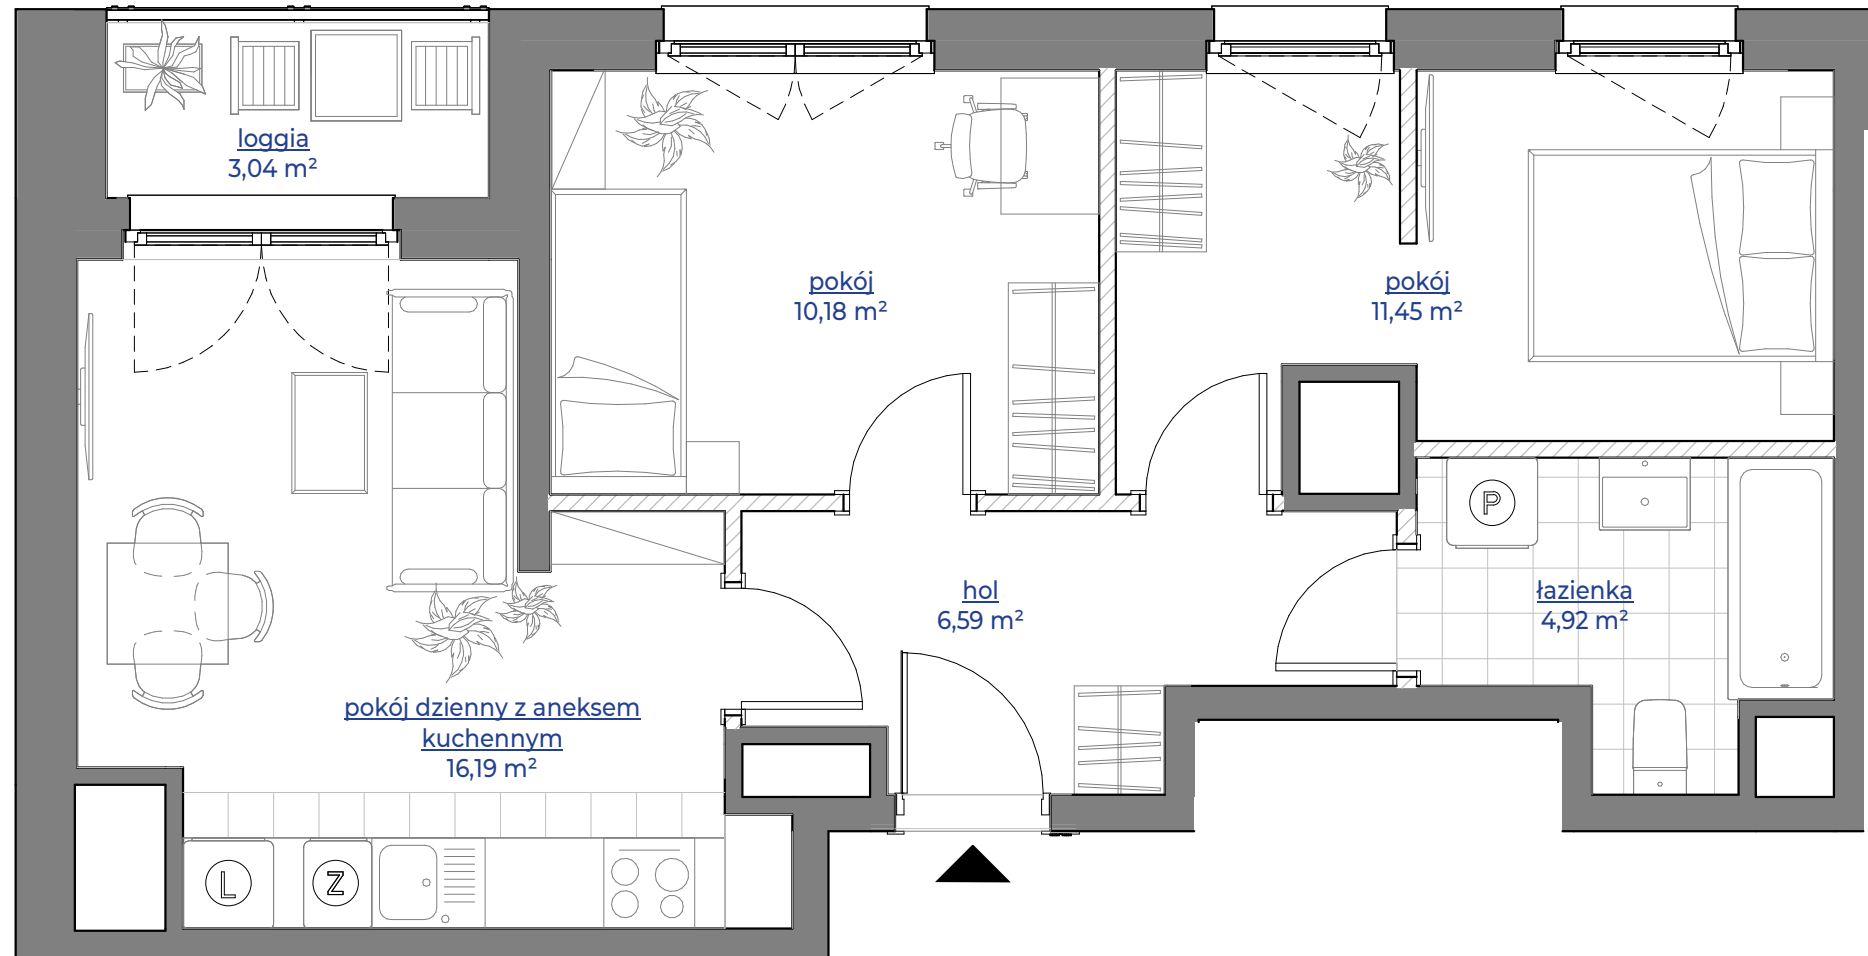 loggia
3,04 m²
pokój
10,18 m²
pokój
11,45 m²
P
hol
6,59 m²
łazienka
4,92 m²
pokój dzienny z aneksem
kuchennym
16,19 m²
L
Z